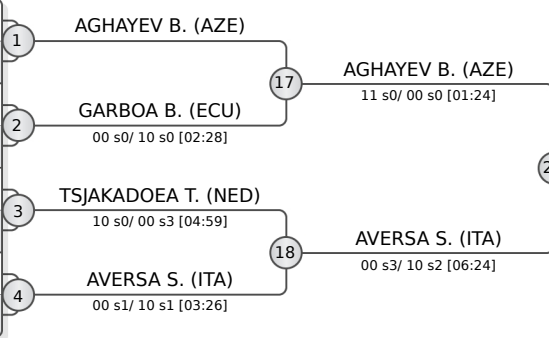 AGHAYEV B. (AZE)
1
17
AGHAYEV B. (AZE)
11 s0/ 00 s0 [01:24]
GARBOA B. (ECU)
2
00 s0/ 10 s0 [02:28]
TSJAKADOEA T. (NED)
3
10 s0/ 00 s3 [04:59]
18
AVERSA S. (ITA)
00 s3/ 10 s2 [06:24]
AVERSA S. (ITA)
4
00 s1/ 10 s1 [03:26]